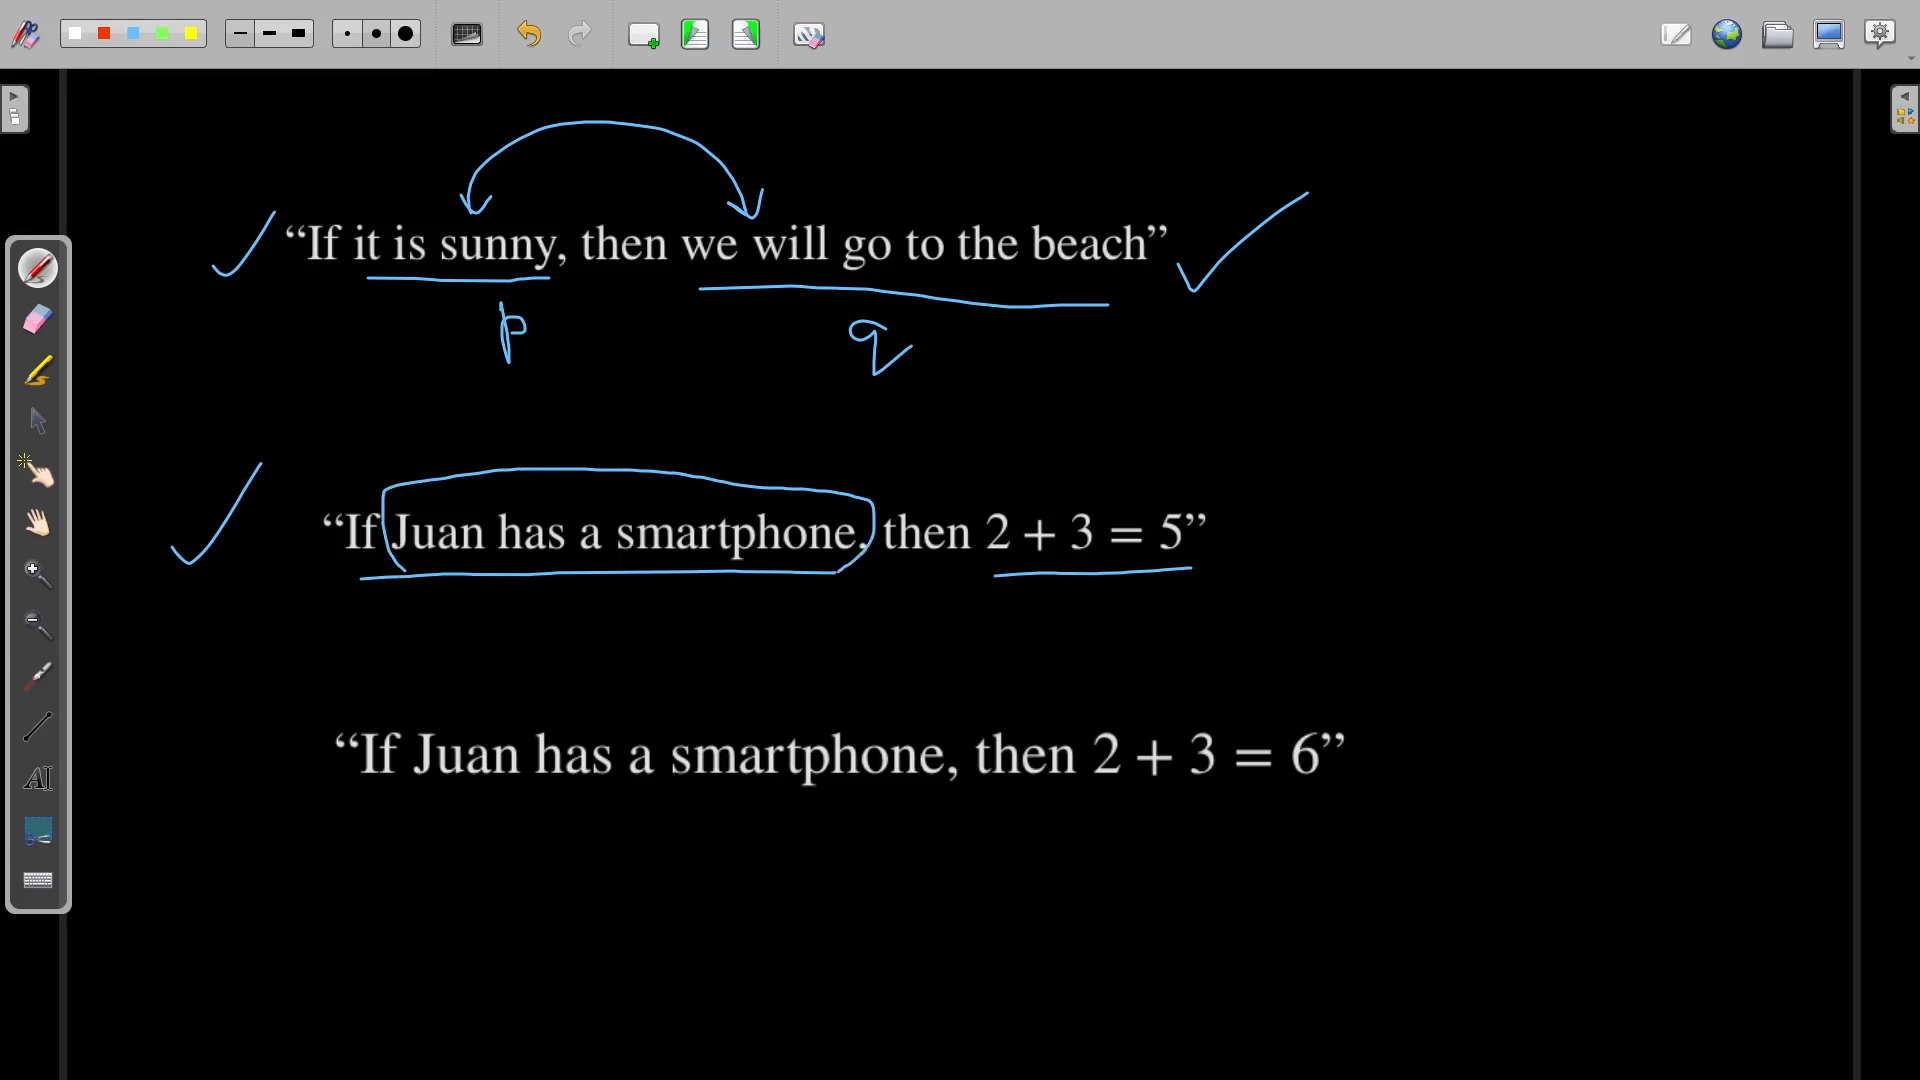 “If it is sunny, then we will go to the beach”
p
q
“If Juan has a smartphone, then 2 + 3 = 5”
“If Juan has a smartphone, then 2 + 3 = 6”
AI